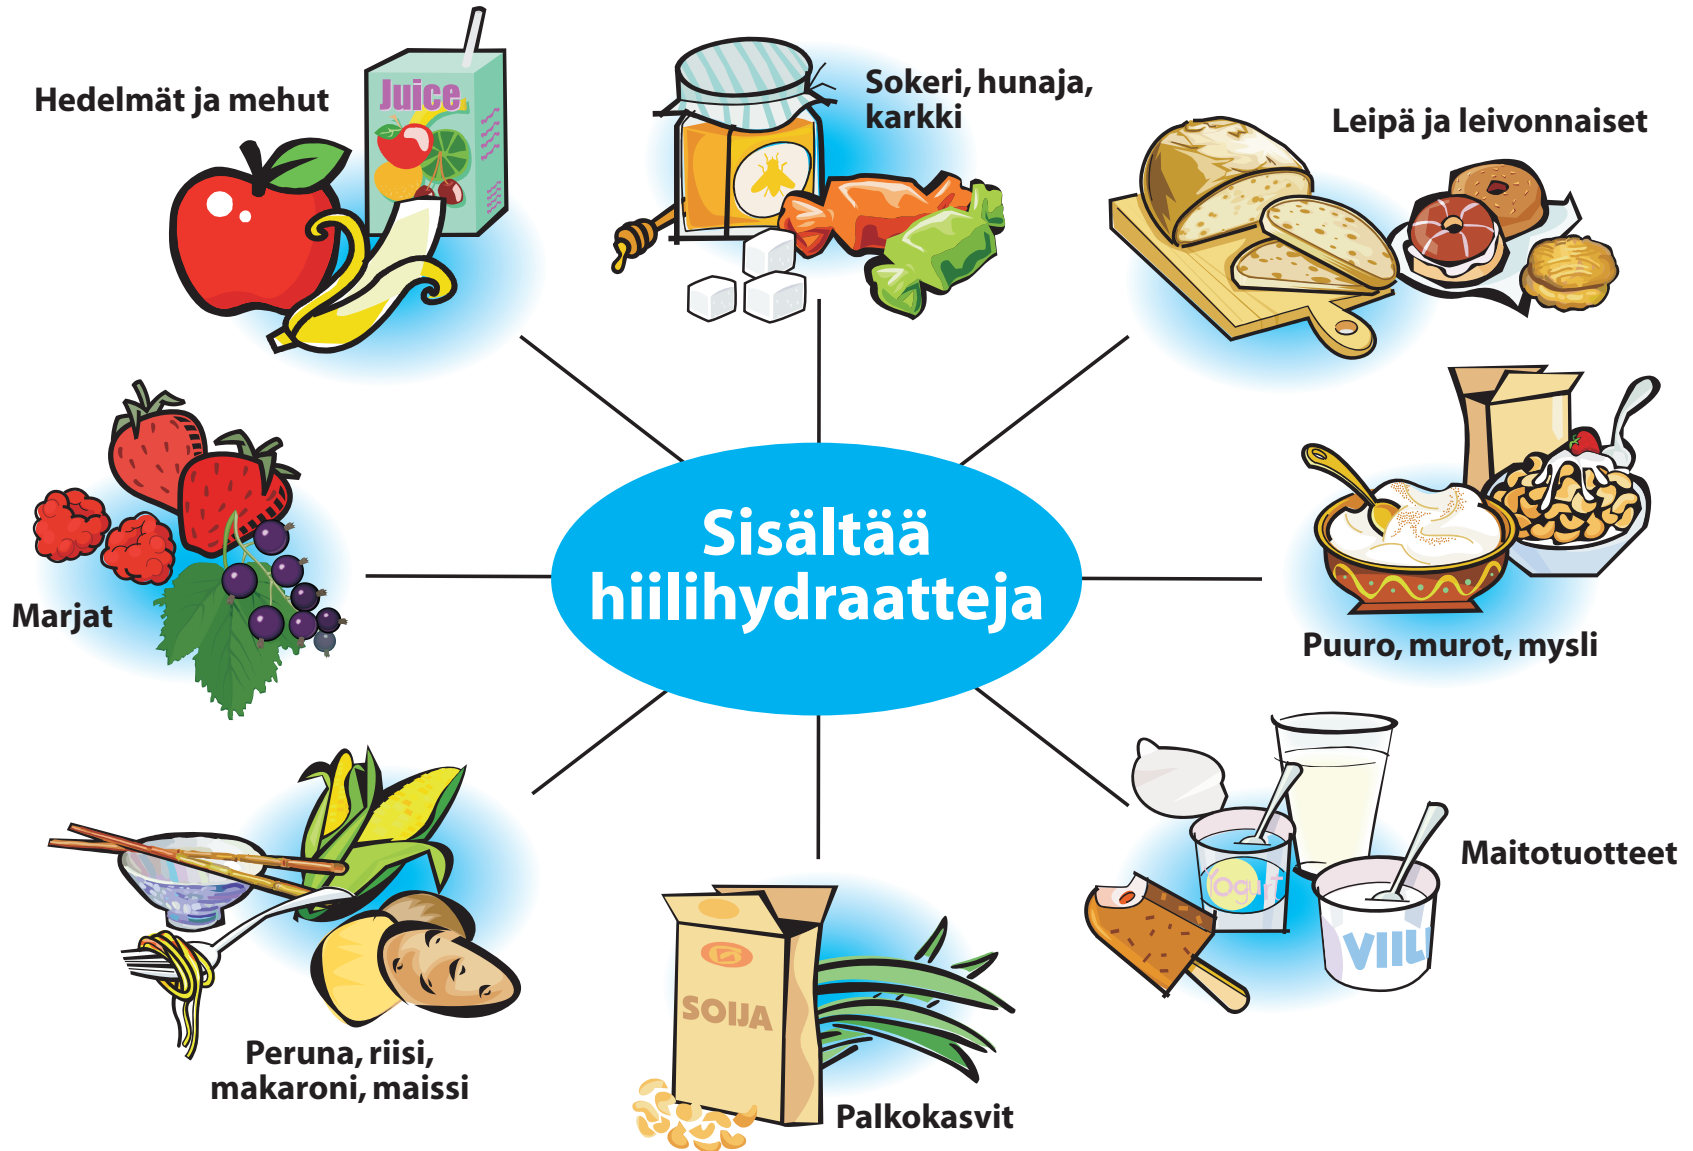 Hedelmät ja mehut
Juice
Sokeri, hunaja,
karkki
Leipä ja leivonnaiset
Sisältää
hiilihydraatteja
Marjat
Puuro, murot, mysli
Yogurt
VIILI
Maitotuotteet
Peruna, riisi,
makaroni, maissi
SOIJA
Palkokasvit